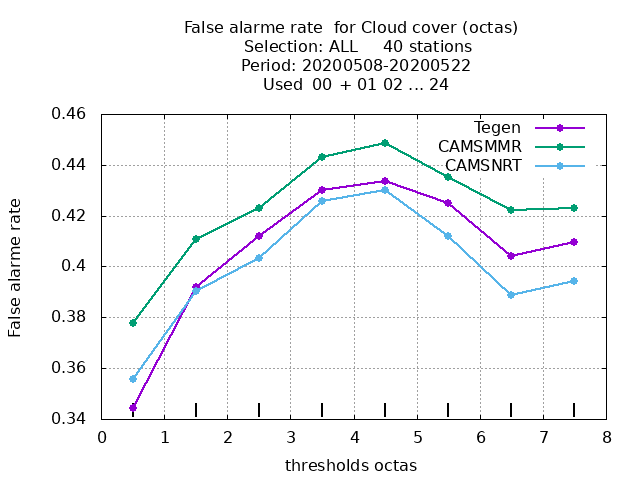 False alarme rate  for Cloud cover (octas)
Selection: ALL     40 stations
Period: 20200508-20200522
Used  00 + 01 02 ... 24
Tegen
CAMSMMR
CAMSNRT
0.46
0.44
0.42
0.4
0.38
0.36
0.34
False alarme rate
0 1 2 3 4 5 6 7 8
thresholds octas